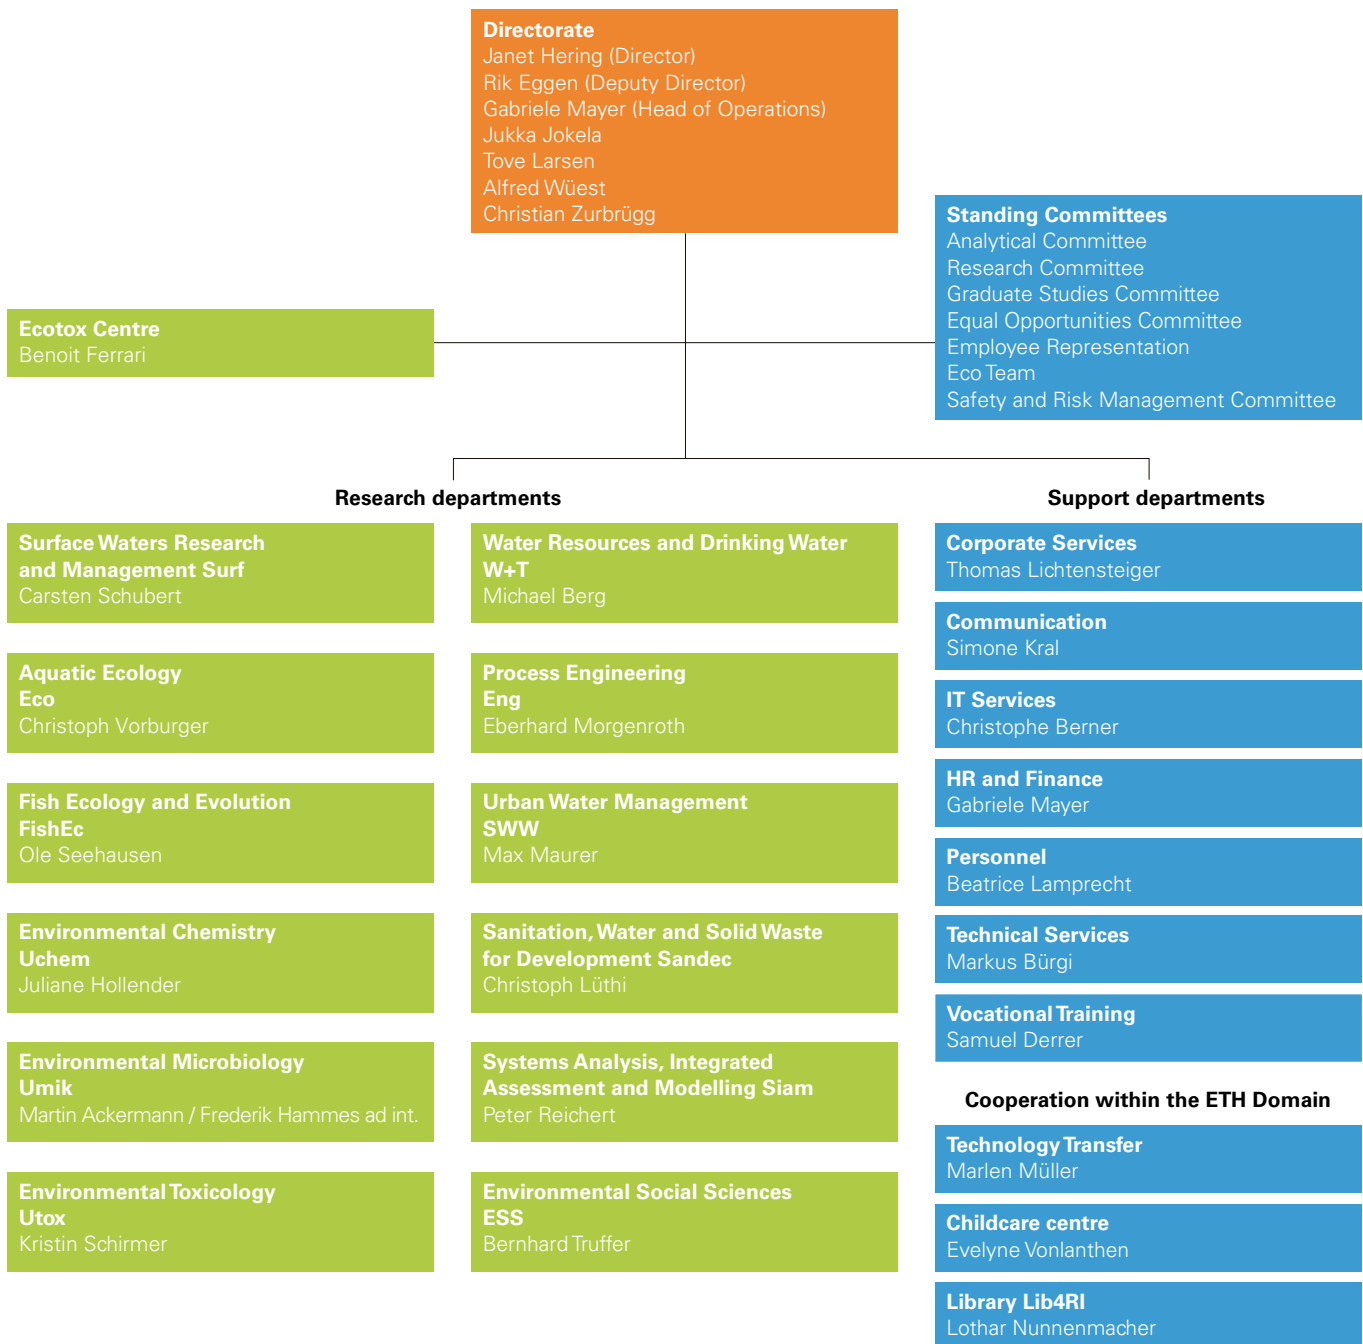 Directorate
Janet Hering (Director)
Rik Eggen (Deputy Director)
Gabriele Mayer (Head of Operations)
Jukka Jokela
Tove Larsen
Alfred Wüest
Christian Zurbrügg
Standing Committees
Analytical Committee
Research Committee
Graduate Studies Committee
Equal Opportunities Committee
Employee Representation
Eco Team
Safety and Risk Management Committee
Ecotox Centre
Benoit Ferrari
Research departments
Surface Waters Research
and Management Surf
Carsten Schubert
Aquatic Ecology
Eco
Christoph Vorburger
Fish Ecology and Evolution
FishEc
Ole Seehausen
Environmental Chemistry
Uchem
Juliane Hollender
Environmental Microbiology
Umik
Martin Ackermann / Frederik Hammes ad int.
Environmental Toxicology
Utox
Kristin Schirmer
Water Resources and Drinking Water
W+T
Michael Berg
Process Engineering
Eng
Eberhard Morgenroth
Urban Water Management
SWW
Max Maurer
Sanitation, Water and Solid Waste
for Development Sandec
Christoph Lüthi
Systems Analysis, Integrated
Assessment and Modelling Siam
Peter Reichert
Environmental Social Sciences
ESS
Bernhard Truffer
Support departments
Corporate Services
Thomas Lichtensteiger
Communication
Simone Kral
IT Services
Christophe Berner
HR and Finance
Gabriele Mayer
Personnel
Beatrice Lamprecht
Technical Services
Markus Bürgi
Vocational Training
Samuel Derrer
Cooperation within the ETH Domain
Technology Transfer
Marlen Müller
Childcare centre
Evelyne Vonlanthen
Library Lib4RI
Lothar Nunnenmacher